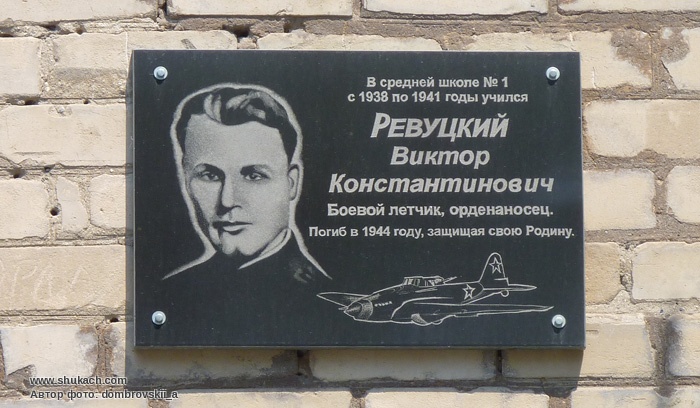 В средней школе № 1
с 1938 по 1941 годы учился
РЕВУЦКИЙ
Виктор
Константинович
Боевой летчик, орденаносец.
Погиб в 1944 году, защищая свою Родину.
www.shukach.com
Автор фото: dombrovskii_a